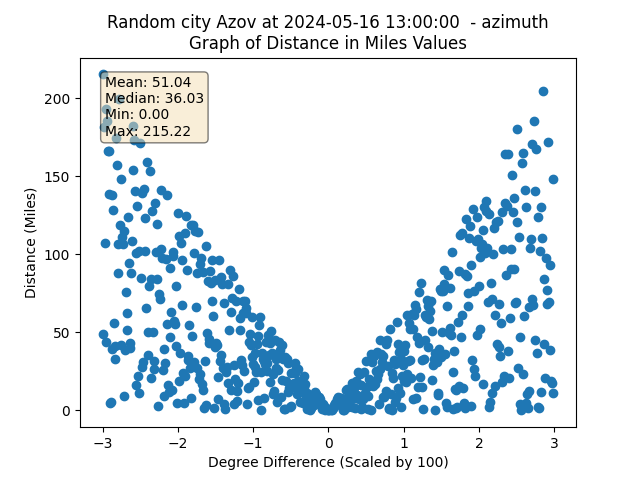 Random city Azov at 2024-05-16 13:00:00  - azimuth
Graph of Distance in Miles Values
Mean: 51.04
Median: 36.03
Min: 0.00
Max: 215.22
200
150
100
50
0
Distance (Miles)
−3 −2 −1 0 1 2 3
Degree Difference (Scaled by 100)